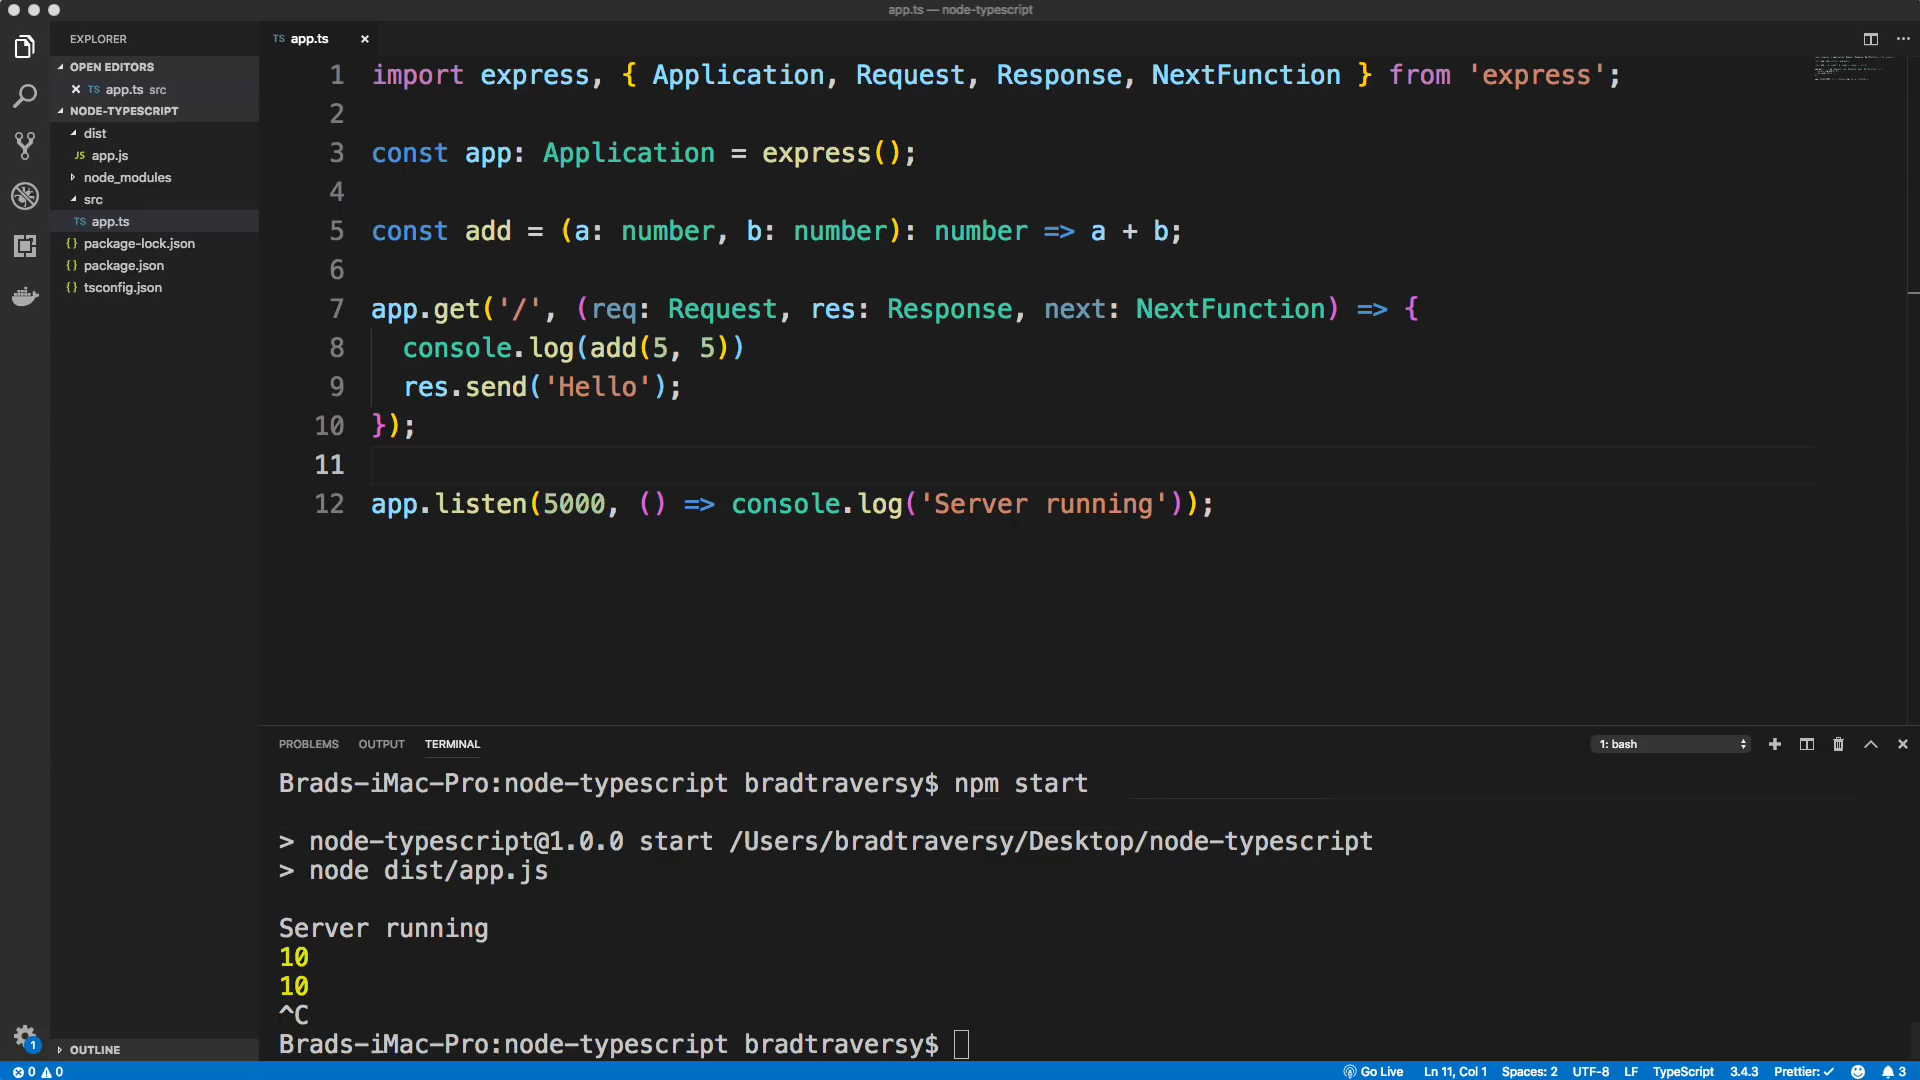 app.ts — node-typescript
EXPLORER
OPEN EDITORS
TS app.ts src
NODE-TYPESCRIPT
dist
JS app.js
node_modules
src
TS app.ts
{} package-lock.json
{} package.json
{} tsconfig.json
OUTLINE
1
TS app.ts ×
1 import express, { Application, Request, Response, NextFunction } from 'express';
2
3 const app: Application = express();
4
5 const add = (a: number, b: number): number => a + b;
6
7 app.get('/', (req: Request, res: Response, next: NextFunction) => {
8 console.log(add(5, 5))
9 res.send('Hello');
10 });
11
12 app.listen(5000, () => console.log('Server running'));
PROBLEMS OUTPUT TERMINAL 1: bash
Brads-iMac-Pro:node-typescript bradtraversy$ npm start
> node-typescript@1.0.0 start /Users/bradtraversy/Desktop/node-typescript
> node dist/app.js
Server running
10
10
^C
Brads-iMac-Pro:node-typescript bradtraversy$
0 0 Go Live Ln 11, Col 1 Spaces: 2 UTF-8 LF TypeScript 3.4.3 Prettier: ✓ 3